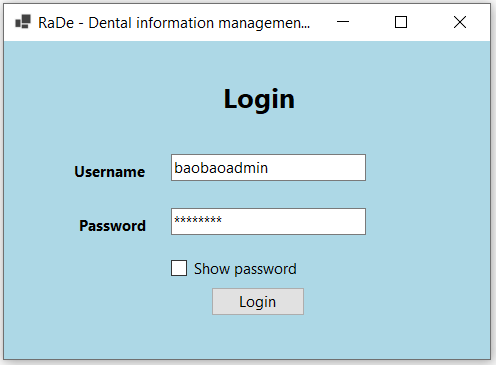 RaDe - Dental information managemen...
Login
Username
baobaoadmin
Password
********
Show password
Login